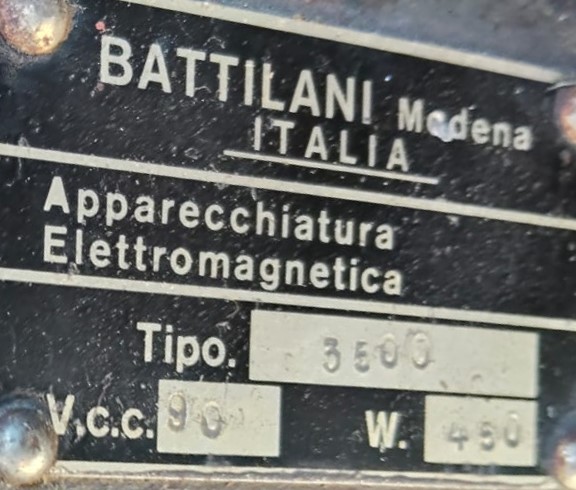 BATTILANI Modena
ITALIA
Apparecchiatura
Elettromagnetica
Tipo. 3500
V.c.c. 90 W. 450